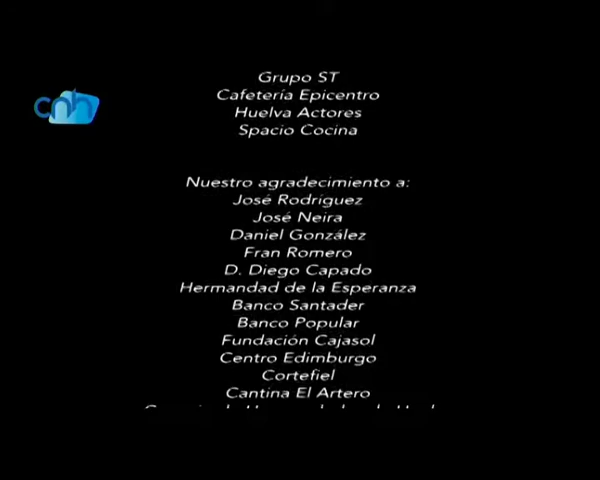 cnh
Grupo ST
Cafetería Epicentro
Huelva Actores
Spacio Cocina
Nuestro agradecimiento a:
José Rodríguez
José Neira
Daniel González
Fran Romero
D. Diego Capado
Hermandad de la Esperanza
Banco Santader
Banco Popular
Fundación Cajasol
Centro Edimburgo
Cortefiel
Cantina El Artero